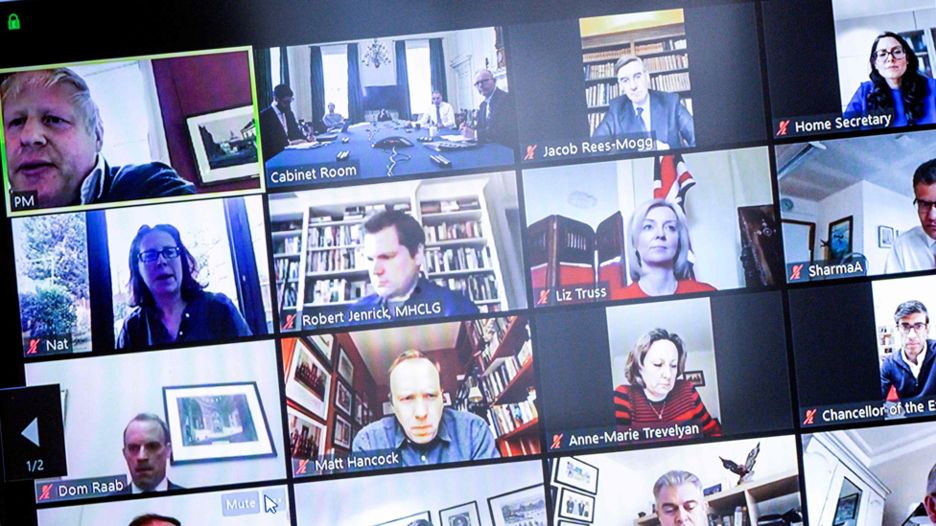 PM
Cabinet Room
Jacob Rees-Mogg
Home Secretary
Nat
Robert Jenrick, MHCLG
Liz Truss
SharmaA
1/2
Dom Raab
Matt Hancock
Anne-Marie Trevelyan
Chancellor of the
Mute